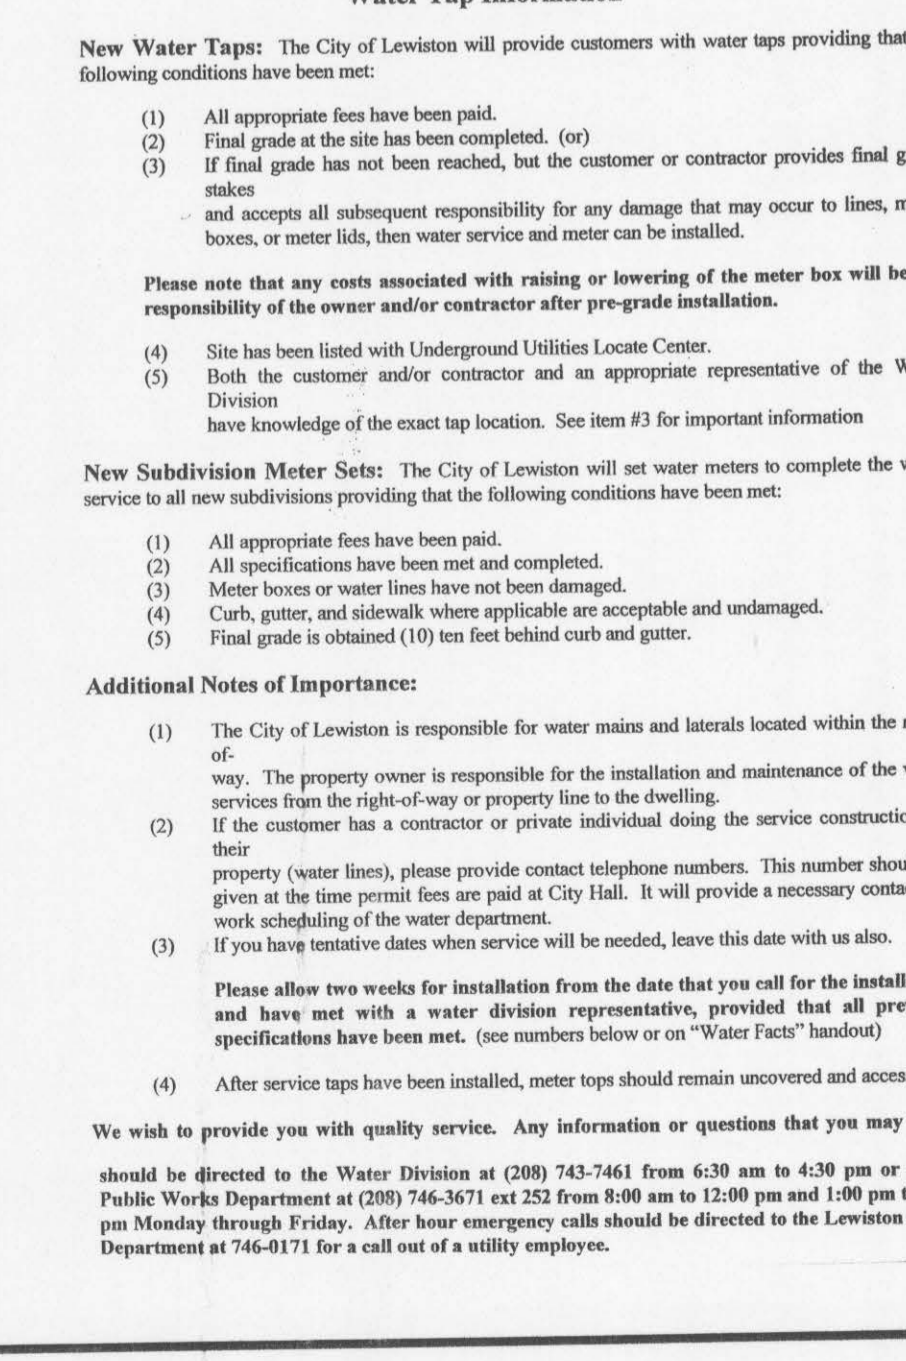 Water Tap Information
New Water Taps: The City of Lewiston will provide customers with water taps providing that
following conditions have been met:
(1) All appropriate fees have been paid.
(2) Final grade at the site has been completed. (or)
(3) If final grade has not been reached, but the customer or contractor provides final g
stakes
and accepts all subsequent responsibility for any damage that may occur to lines, m
boxes, or meter lids, then water service and meter can be installed.
Please note that any costs associated with raising or lowering of the meter box will be
responsibility of the owner and/or contractor after pre-grade installation.
(4) Site has been listed with Underground Utilities Locate Center.
(5) Both the customer and/or contractor and an appropriate representative of the W
Division
have knowledge of the exact tap location. See item #3 for important information
New Subdivision Meter Sets: The City of Lewiston will set water meters to complete the w
service to all new subdivisions providing that the following conditions have been met:
(1) All appropriate fees have been paid.
(2) All specifications have been met and completed.
(3) Meter boxes or water lines have not been damaged.
(4) Curb, gutter, and sidewalk where applicable are acceptable and undamaged.
(5) Final grade is obtained (10) ten feet behind curb and gutter.
Additional Notes of Importance:
(1) The City of Lewiston is responsible for water mains and laterals located within the r
of-
way. The property owner is responsible for the installation and maintenance of the w
services from the right-of-way or property line to the dwelling.
(2) If the customer has a contractor or private individual doing the service constructio
their
property (water lines), please provide contact telephone numbers. This number shou
given at the time permit fees are paid at City Hall. It will provide a necessary conta
work scheduling of the water department.
(3) If you have tentative dates when service will be needed, leave this date with us also.
Please allow two weeks for installation from the date that you call for the install
and have met with a water division representative, provided that all pre
specifications have been met. (see numbers below or on “Water Facts” handout)
(4) After service taps have been installed, meter tops should remain uncovered and acces
We wish to provide you with quality service. Any information or questions that you may
should be directed to the Water Division at (208) 743-7461 from 6:30 am to 4:30 pm or
Public Works Department at (208) 746-3671 ext 252 from 8:00 am to 12:00 pm and 1:00 pm t
pm Monday through Friday. After hour emergency calls should be directed to the Lewiston
Department at 746-0171 for a call out of a utility employee.